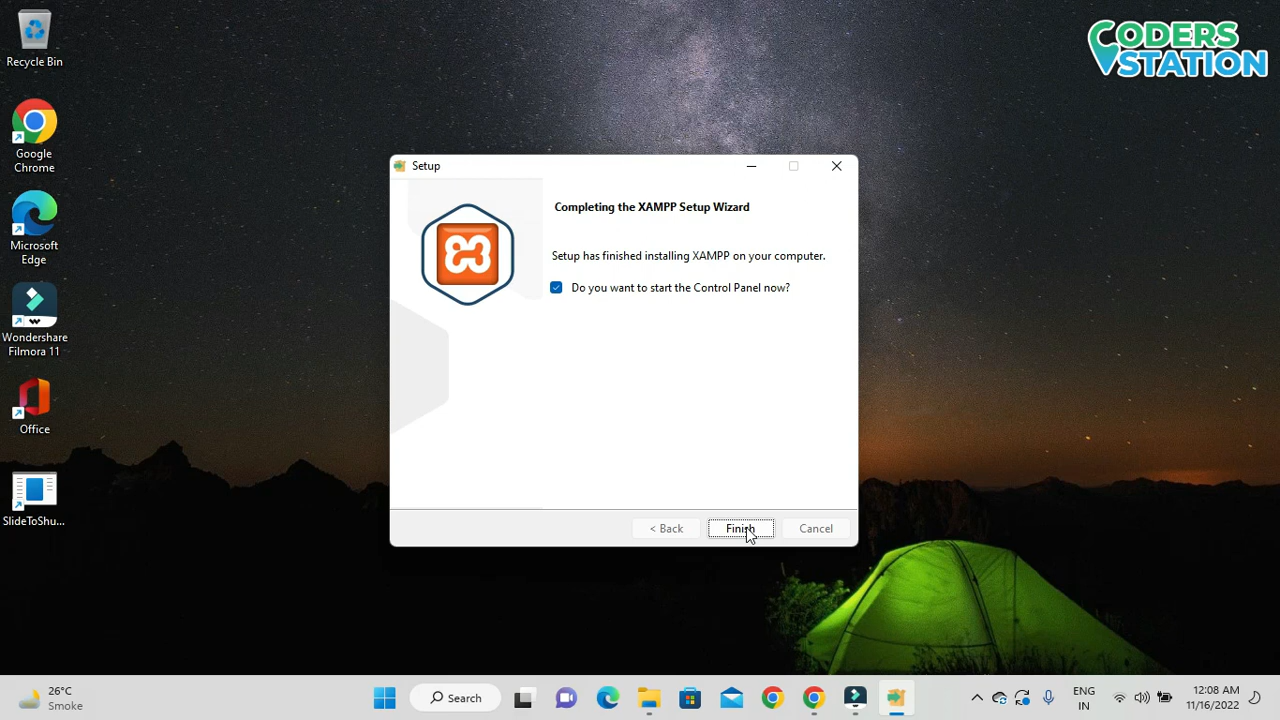 Recycle Bin
Google
Chrome
Microsoft
Edge
Wondershare
Filmora 11
Office
SlideToShu...
CODERS
STATION
Setup
Completing the XAMPP Setup Wizard
Setup has finished installing XAMPP on your computer.
Do you want to start the Control Panel now?
< Back
Finish
Cancel
26°C
Smoke
Search
ENG
IN
12:08 AM
11/16/2022